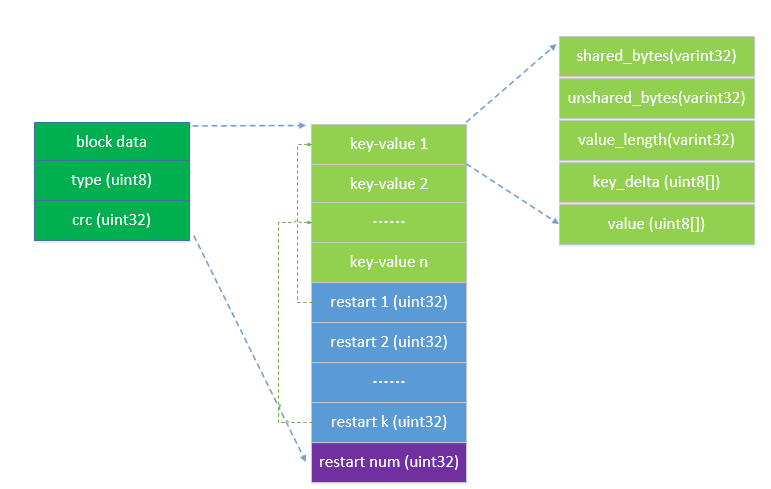 block data
type (uint8)
crc (uint32)
key-value 1
key-value 2
------
key-value n
restart 1 (uint32)
restart 2 (uint32)
------
restart k (uint32)
restart num (uint32)
shared_bytes(varint32)
unshared_bytes(varint32)
value_length(varint32)
key_delta (uint8[])
value (uint8[])